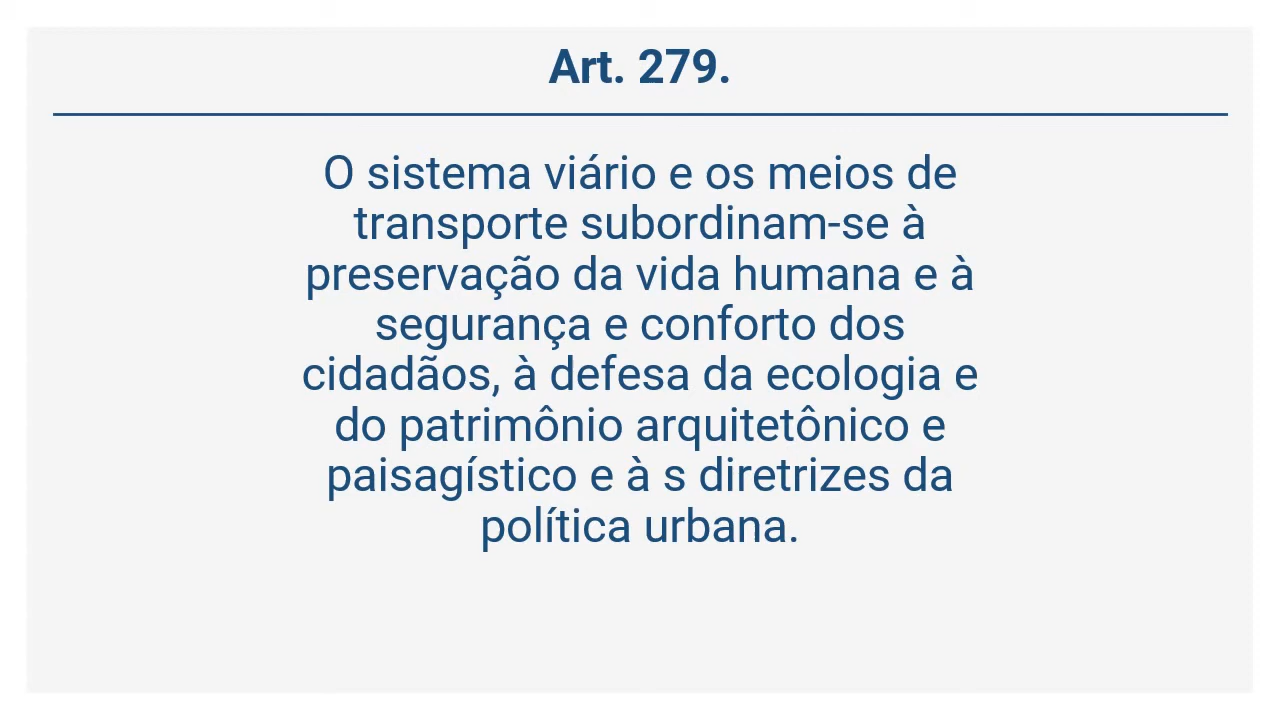 Art. 279.
O sistema viário e os meios de
transporte subordinam-se à
preservação da vida humana e à
segurança e conforto dos
cidadãos, à defesa da ecologia e
do patrimônio arquitetônico e
paisagístico e à s diretrizes da
política urbana.